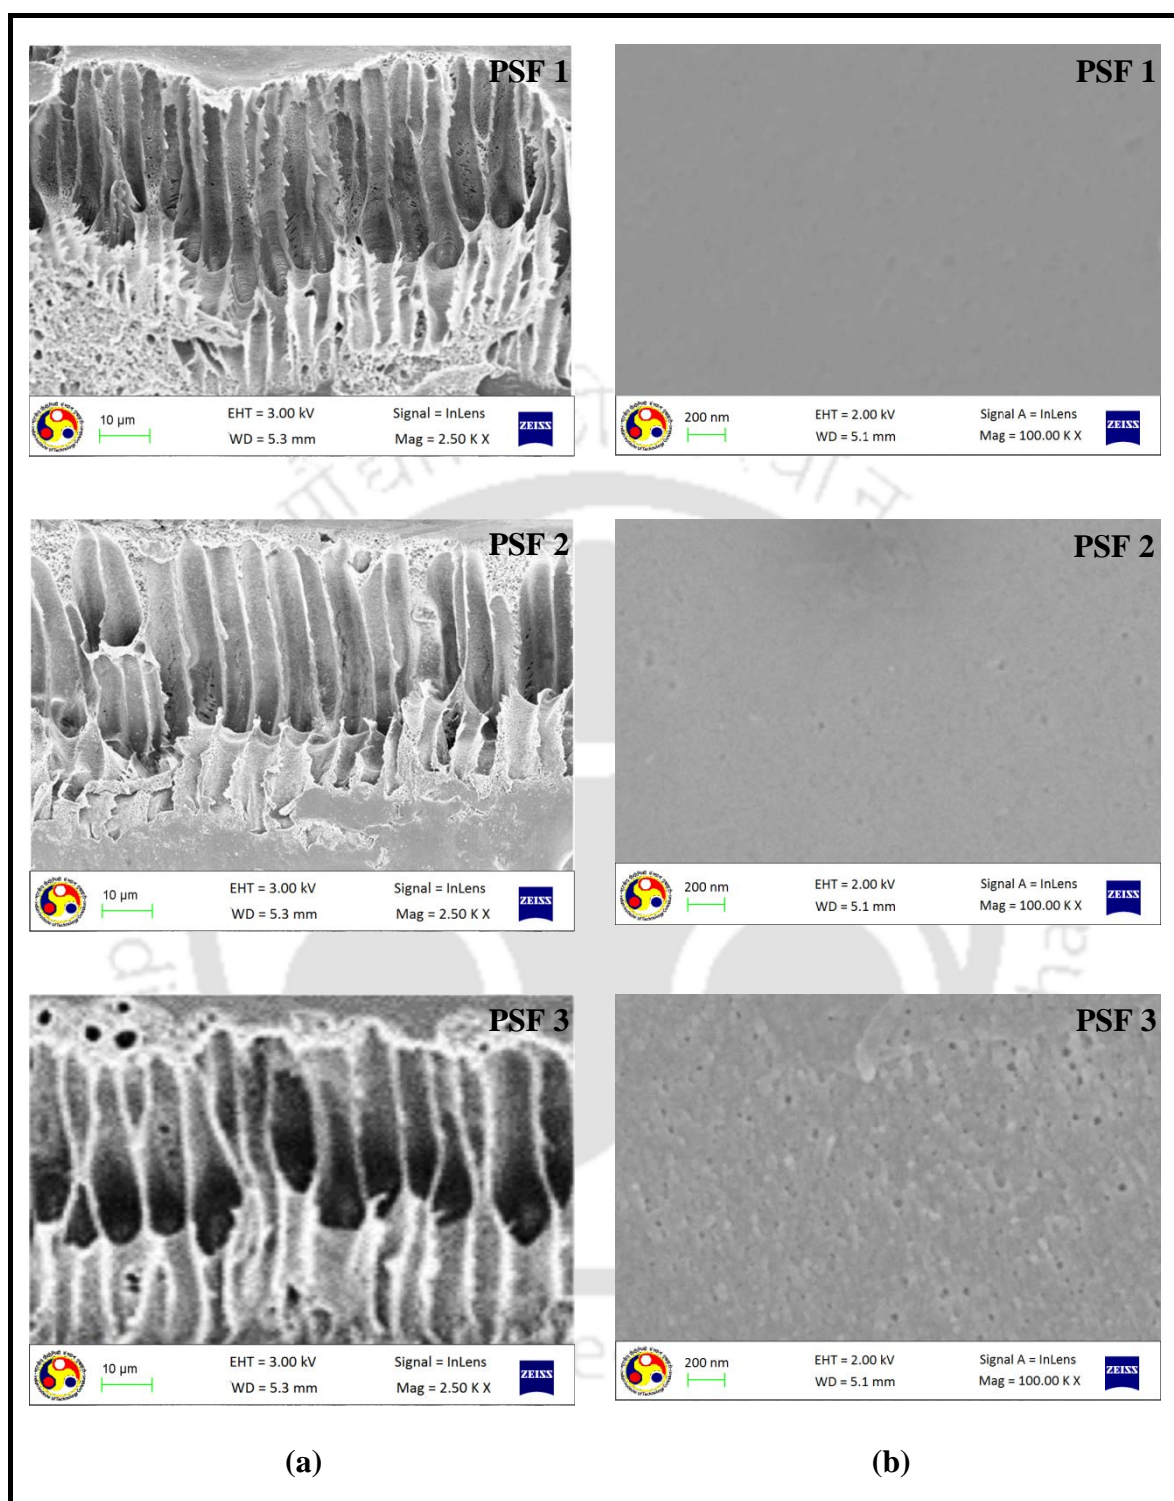 PSF 1
10 µm
EHT = 3.00 kV
WD = 5.3 mm
Signal = InLens
Mag = 2.50 K X
ZEISS
PSF 1
200 nm
EHT = 2.00 kV
WD = 5.1 mm
Signal A = InLens
Mag = 100.00 K X
ZEISS
PSF 2
10 µm
EHT = 3.00 kV
WD = 5.3 mm
Signal = InLens
Mag = 2.50 K X
ZEISS
PSF 2
200 nm
EHT = 2.00 kV
WD = 5.1 mm
Signal A = InLens
Mag = 100.00 K X
ZEISS
PSF 3
10 µm
EHT = 3.00 kV
WD = 5.3 mm
Signal = InLens
Mag = 2.50 K X
ZEISS
PSF 3
200 nm
EHT = 2.00 kV
WD = 5.1 mm
Signal A = InLens
Mag = 100.00 K X
ZEISS
(a)
(b)